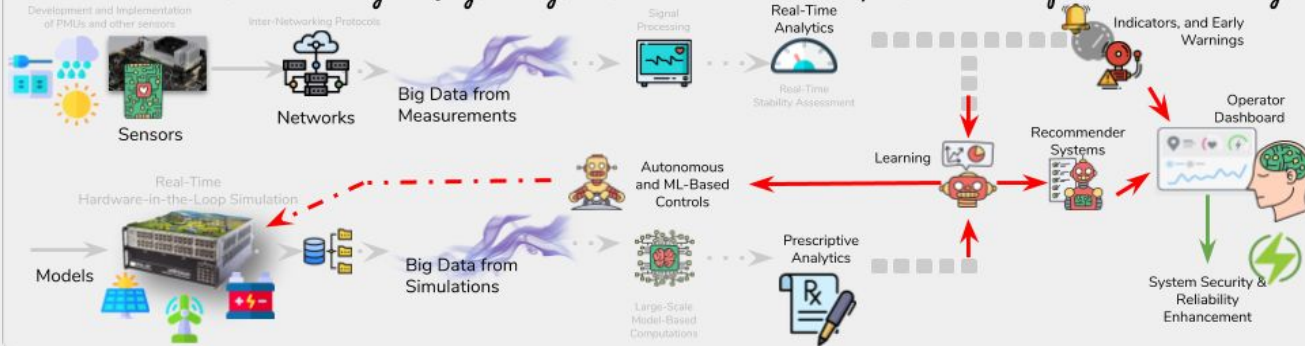 Development and Implementation
of PMUs and other sensors
Sensors
Inter-Networking Protocols
Networks
Big Data from
Measurements
Signal
Processing
Real-Time
Analytics
Real-Time
Stability Assessment
Indicators, and Early
Warnings
Operator
Dashboard
Learning
Recommender
Systems
Autonomous
and ML-Based
Controls
Real-Time
Hardware-in-the-Loop Simulation
Models
Big Data from
Simulations
Large-Scale
Model-Based
Computations
Prescriptive
Analytics
Rx
System Security &
Reliability
Enhancement